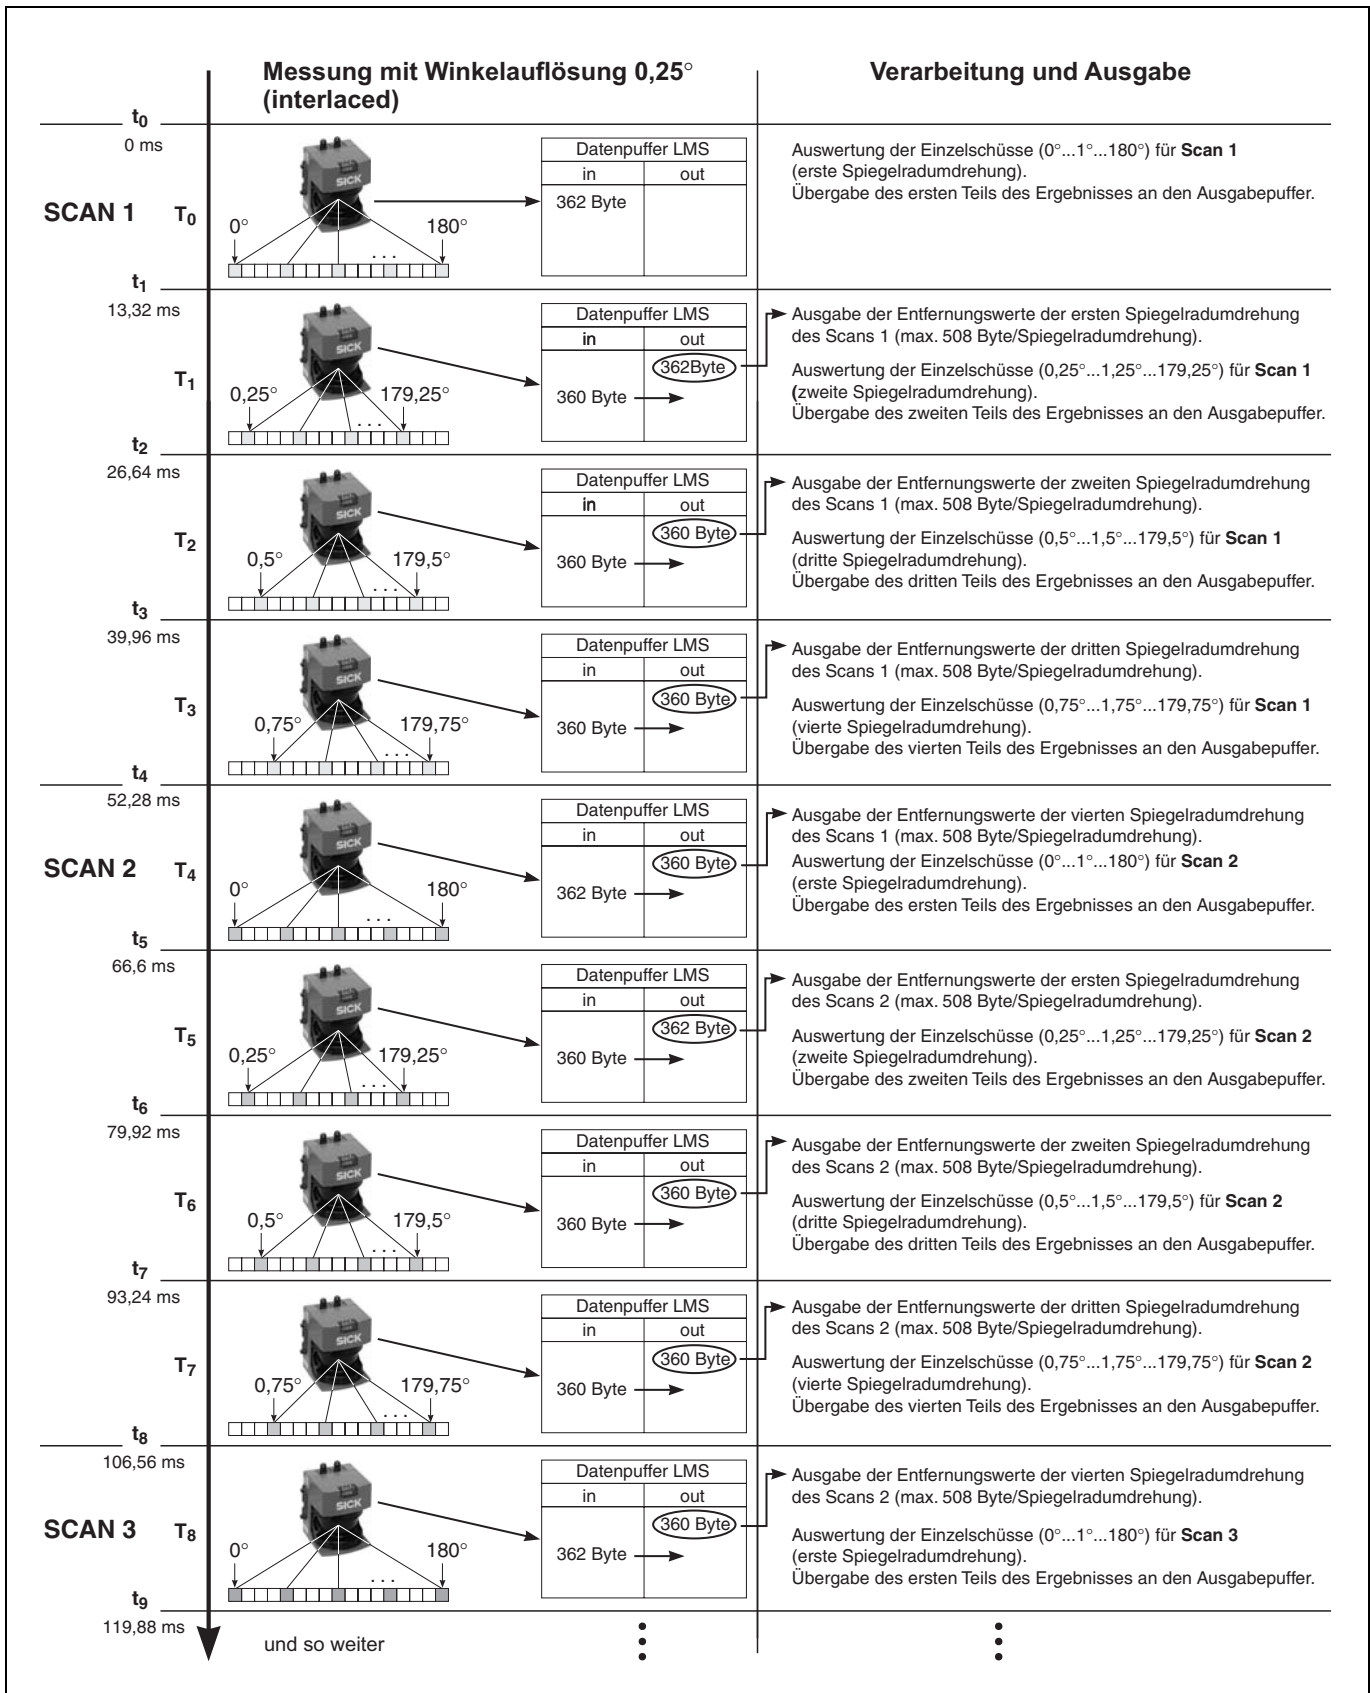 Messung mit Winkelauflösung 0,25°
(interlaced)
Verarbeitung und Ausgabe
t0
0 ms
SCAN 1
T0
SICK
0°
180°
. . .
Datenpuffer LMS
in
out
362 Byte
Auswertung der Einzelschüsse (0°...1°...180°) für Scan 1
(erste Spiegelradumdrehung).
Übergabe des ersten Teils des Ergebnisses an den Ausgabepuffer.
t1
13,32 ms
T1
SICK
0,25°
179,25°
. . .
Datenpuffer LMS
in
out
362Byte
360 Byte
Ausgabe der Entfernungswerte der ersten Spiegelradumdrehung
des Scans 1 (max. 508 Byte/Spiegelradumdrehung).
Auswertung der Einzelschüsse (0,25°...1,25°...179,25°) für Scan 1
(zweite Spiegelradumdrehung).
Übergabe des zweiten Teils des Ergebnisses an den Ausgabepuffer.
t2
26,64 ms
T2
SICK
0,5°
179,5°
. . .
Datenpuffer LMS
in
out
360 Byte
360 Byte
Ausgabe der Entfernungswerte der zweiten Spiegelradumdrehung
des Scans 1 (max. 508 Byte/Spiegelradumdrehung).
Auswertung der Einzelschüsse (0,5°...1,5°...179,5°) für Scan 1
(dritte Spiegelradumdrehung).
Übergabe des dritten Teils des Ergebnisses an den Ausgabepuffer.
t3
39,96 ms
T3
SICK
0,75°
179,75°
. . .
Datenpuffer LMS
in
out
360 Byte
360 Byte
Ausgabe der Entfernungswerte der dritten Spiegelradumdrehung
des Scans 1 (max. 508 Byte/Spiegelradumdrehung).
Auswertung der Einzelschüsse (0,75°...1,75°...179,75°) für Scan 1
(vierte Spiegelradumdrehung).
Übergabe des vierten Teils des Ergebnisses an den Ausgabepuffer.
t4
52,28 ms
SCAN 2
T4
SICK
0°
180°
. . .
Datenpuffer LMS
in
out
360 Byte
362 Byte
Ausgabe der Entfernungswerte der vierten Spiegelradumdrehung
des Scans 1 (max. 508 Byte/Spiegelradumdrehung).
Auswertung der Einzelschüsse (0°...1°...180°) für Scan 2
(erste Spiegelradumdrehung).
Übergabe des ersten Teils des Ergebnisses an den Ausgabepuffer.
t5
66,6 ms
T5
SICK
0,25°
179,25°
. . .
Datenpuffer LMS
in
out
362 Byte
360 Byte
Ausgabe der Entfernungswerte der ersten Spiegelradumdrehung
des Scans 2 (max. 508 Byte/Spiegelradumdrehung).
Auswertung der Einzelschüsse (0,25°...1,25°...179,25°) für Scan 2
(zweite Spiegelradumdrehung).
Übergabe des zweiten Teils des Ergebnisses an den Ausgabepuffer.
t6
79,92 ms
T6
SICK
0,5°
179,5°
. . .
Datenpuffer LMS
in
out
360 Byte
360 Byte
Ausgabe der Entfernungswerte der zweiten Spiegelradumdrehung
des Scans 2 (max. 508 Byte/Spiegelradumdrehung).
Auswertung der Einzelschüsse (0,5°...1,5°...179,5°) für Scan 2
(dritte Spiegelradumdrehung).
Übergabe des dritten Teils des Ergebnisses an den Ausgabepuffer.
t7
93,24 ms
T7
SICK
0,75°
179,75°
. . .
Datenpuffer LMS
in
out
360 Byte
360 Byte
Ausgabe der Entfernungswerte der dritten Spiegelradumdrehung
des Scans 2 (max. 508 Byte/Spiegelradumdrehung).
Auswertung der Einzelschüsse (0,75°...1,75°...179,75°) für Scan 2
(vierte Spiegelradumdrehung).
Übergabe des vierten Teils des Ergebnisses an den Ausgabepuffer.
t8
106,56 ms
SCAN 3
T8
SICK
0°
180°
. . .
Datenpuffer LMS
in
out
360 Byte
362 Byte
Ausgabe der Entfernungswerte der vierten Spiegelradumdrehung
des Scans 2 (max. 508 Byte/Spiegelradumdrehung).
Auswertung der Einzelschüsse (0°...1°...180°) für Scan 3
(erste Spiegelradumdrehung).
Übergabe des ersten Teils des Ergebnisses an den Ausgabepuffer.
t9
119,88 ms
und so weiter